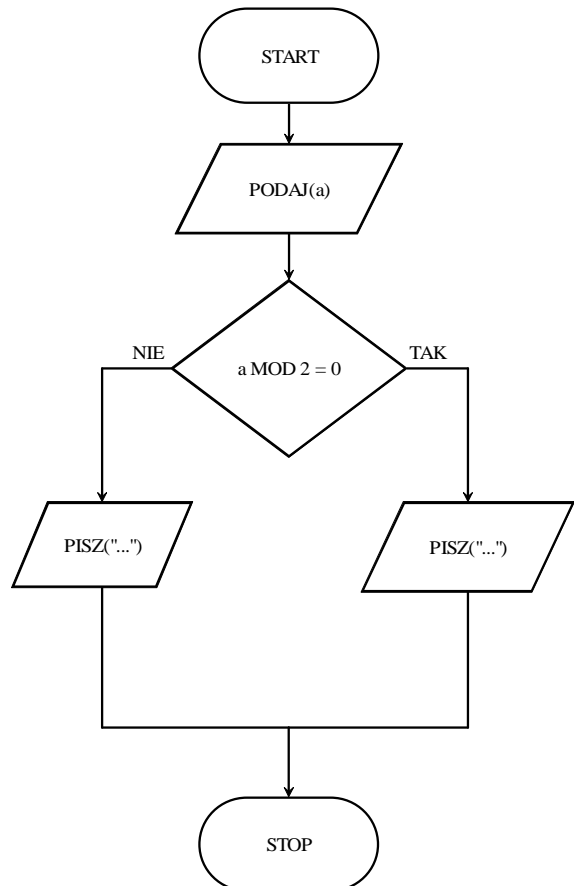 START
PODAJ(a)
NIE
a MOD 2 = 0
TAK
PISZ("...")
PISZ("...")
STOP